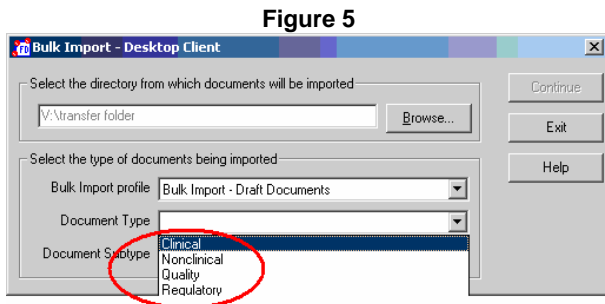 Figure 5
Bulk Import - Desktop Client
Select the directory from which documents will be imported
Continue
V:\transfer folder
Browse...
Exit
Select the type of documents being imported
Help
Bulk Import profile
Bulk Import - Draft Documents
Document Type
Clinical
Document Subtype
Nonclinical
Quality
Regulatory